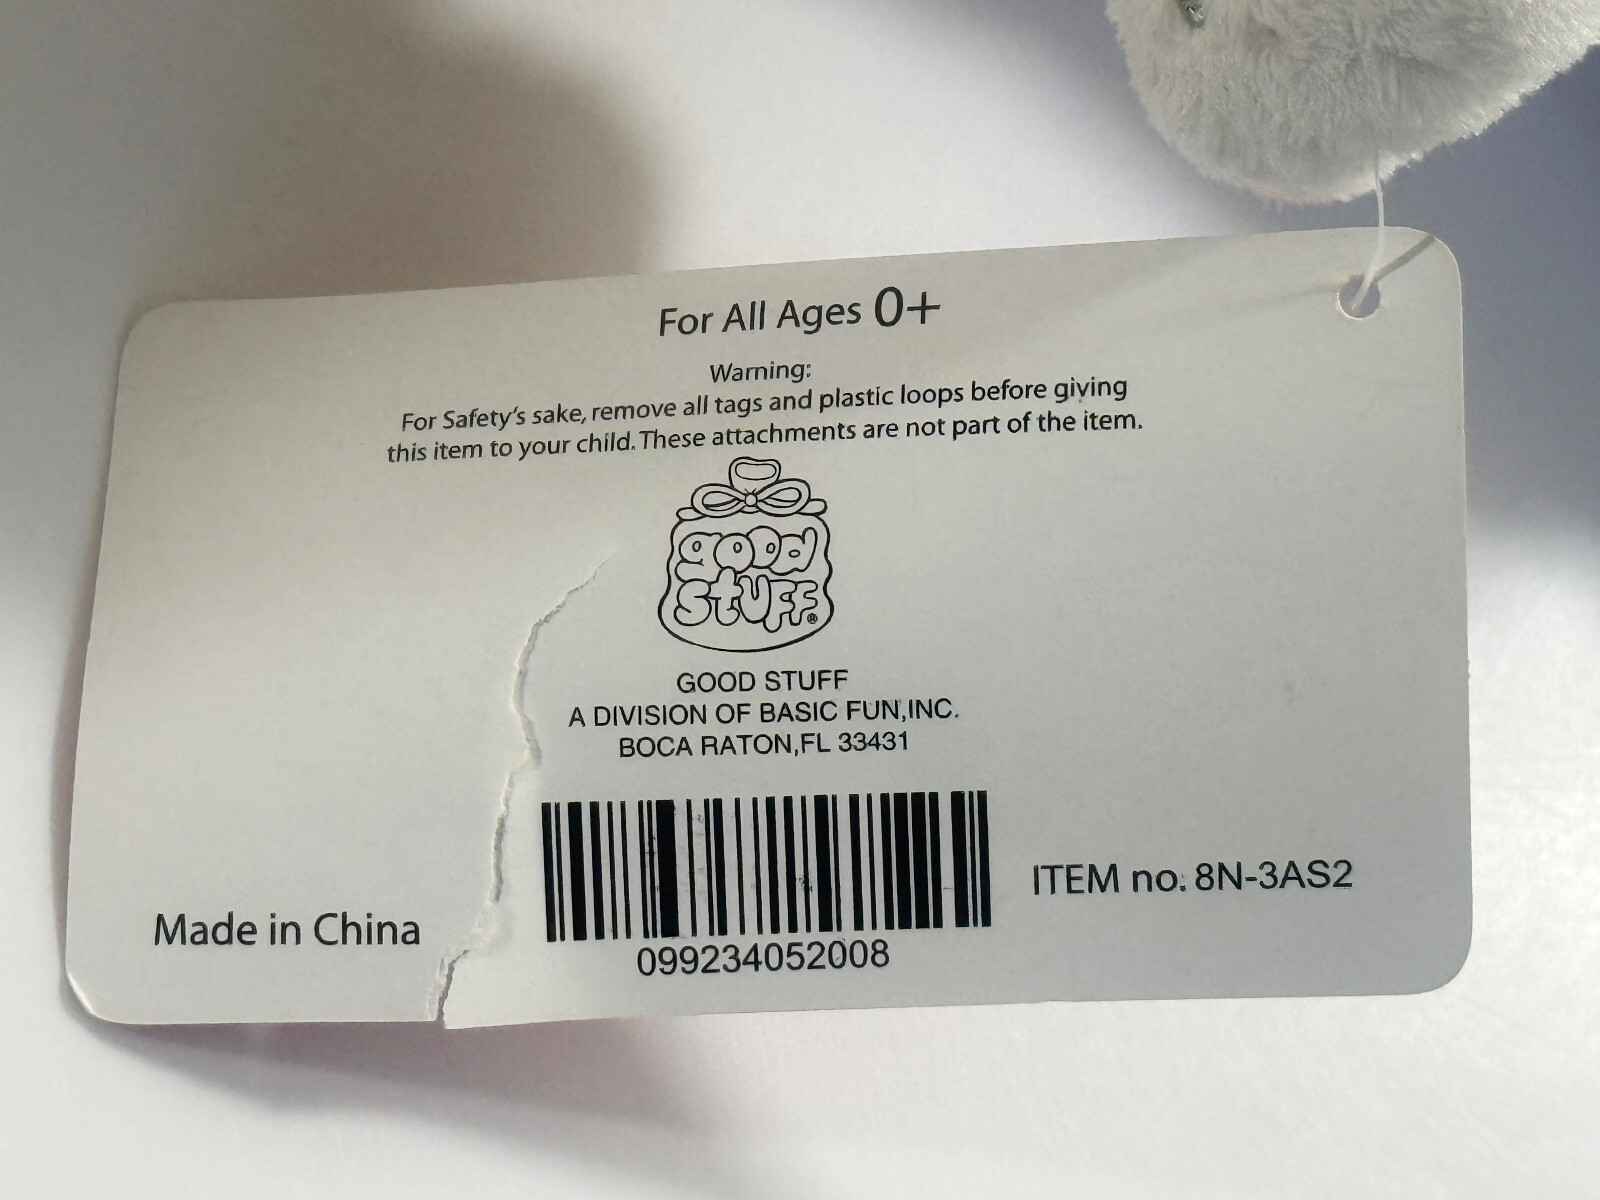 For All Ages 0+
Warning:
For Safety's sake, remove all tags and plastic loops before giving
this item to your child. These attachments are not part of the item.
good
stuff®
GOOD STUFF
A DIVISION OF BASIC FUN,INC.
BOCA RATON,FL 33431
099234052008
ITEM no. 8N-3AS2
Made in China